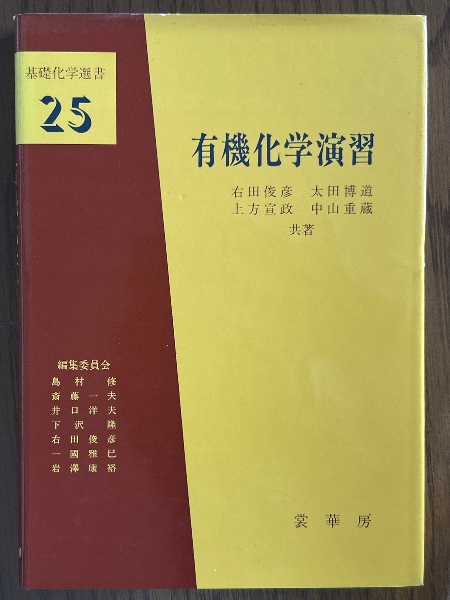 基礎化学選書
25
有機化学演習
右田俊彦 太田博道
上方宣政 中山重蔵
共著
編集委員会
島村修
斎藤一夫
井口洋夫
下沢隆
右田俊彦
一國雅巳
岩澤康裕
裳華房